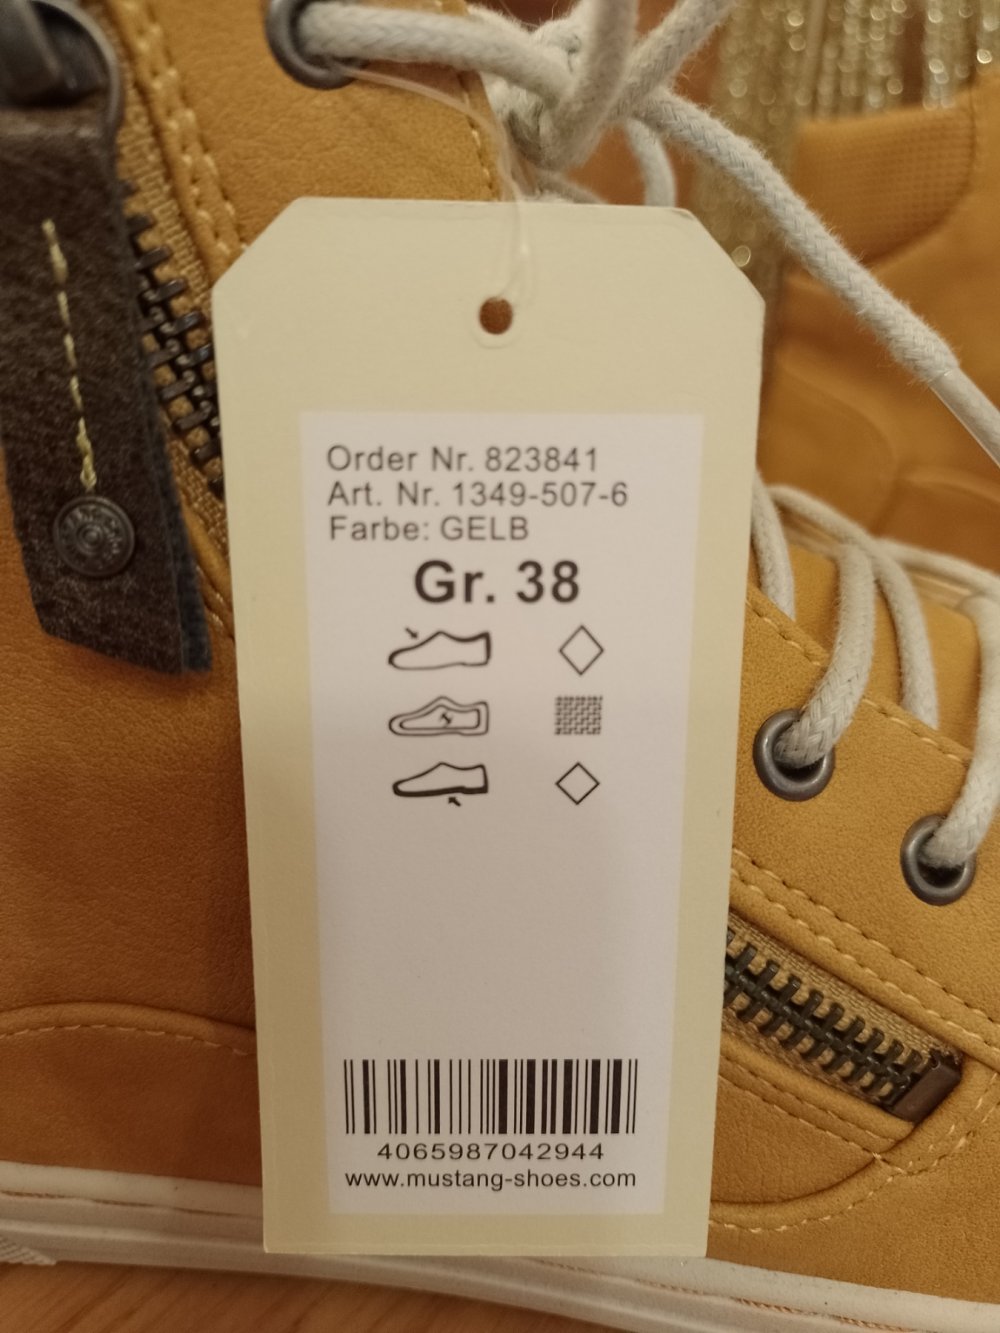 Order Nr. 823841
Art. Nr. 1349-507-6
Farbe: GELB
Gr. 38
4065987042944
www.mustang-shoes.com